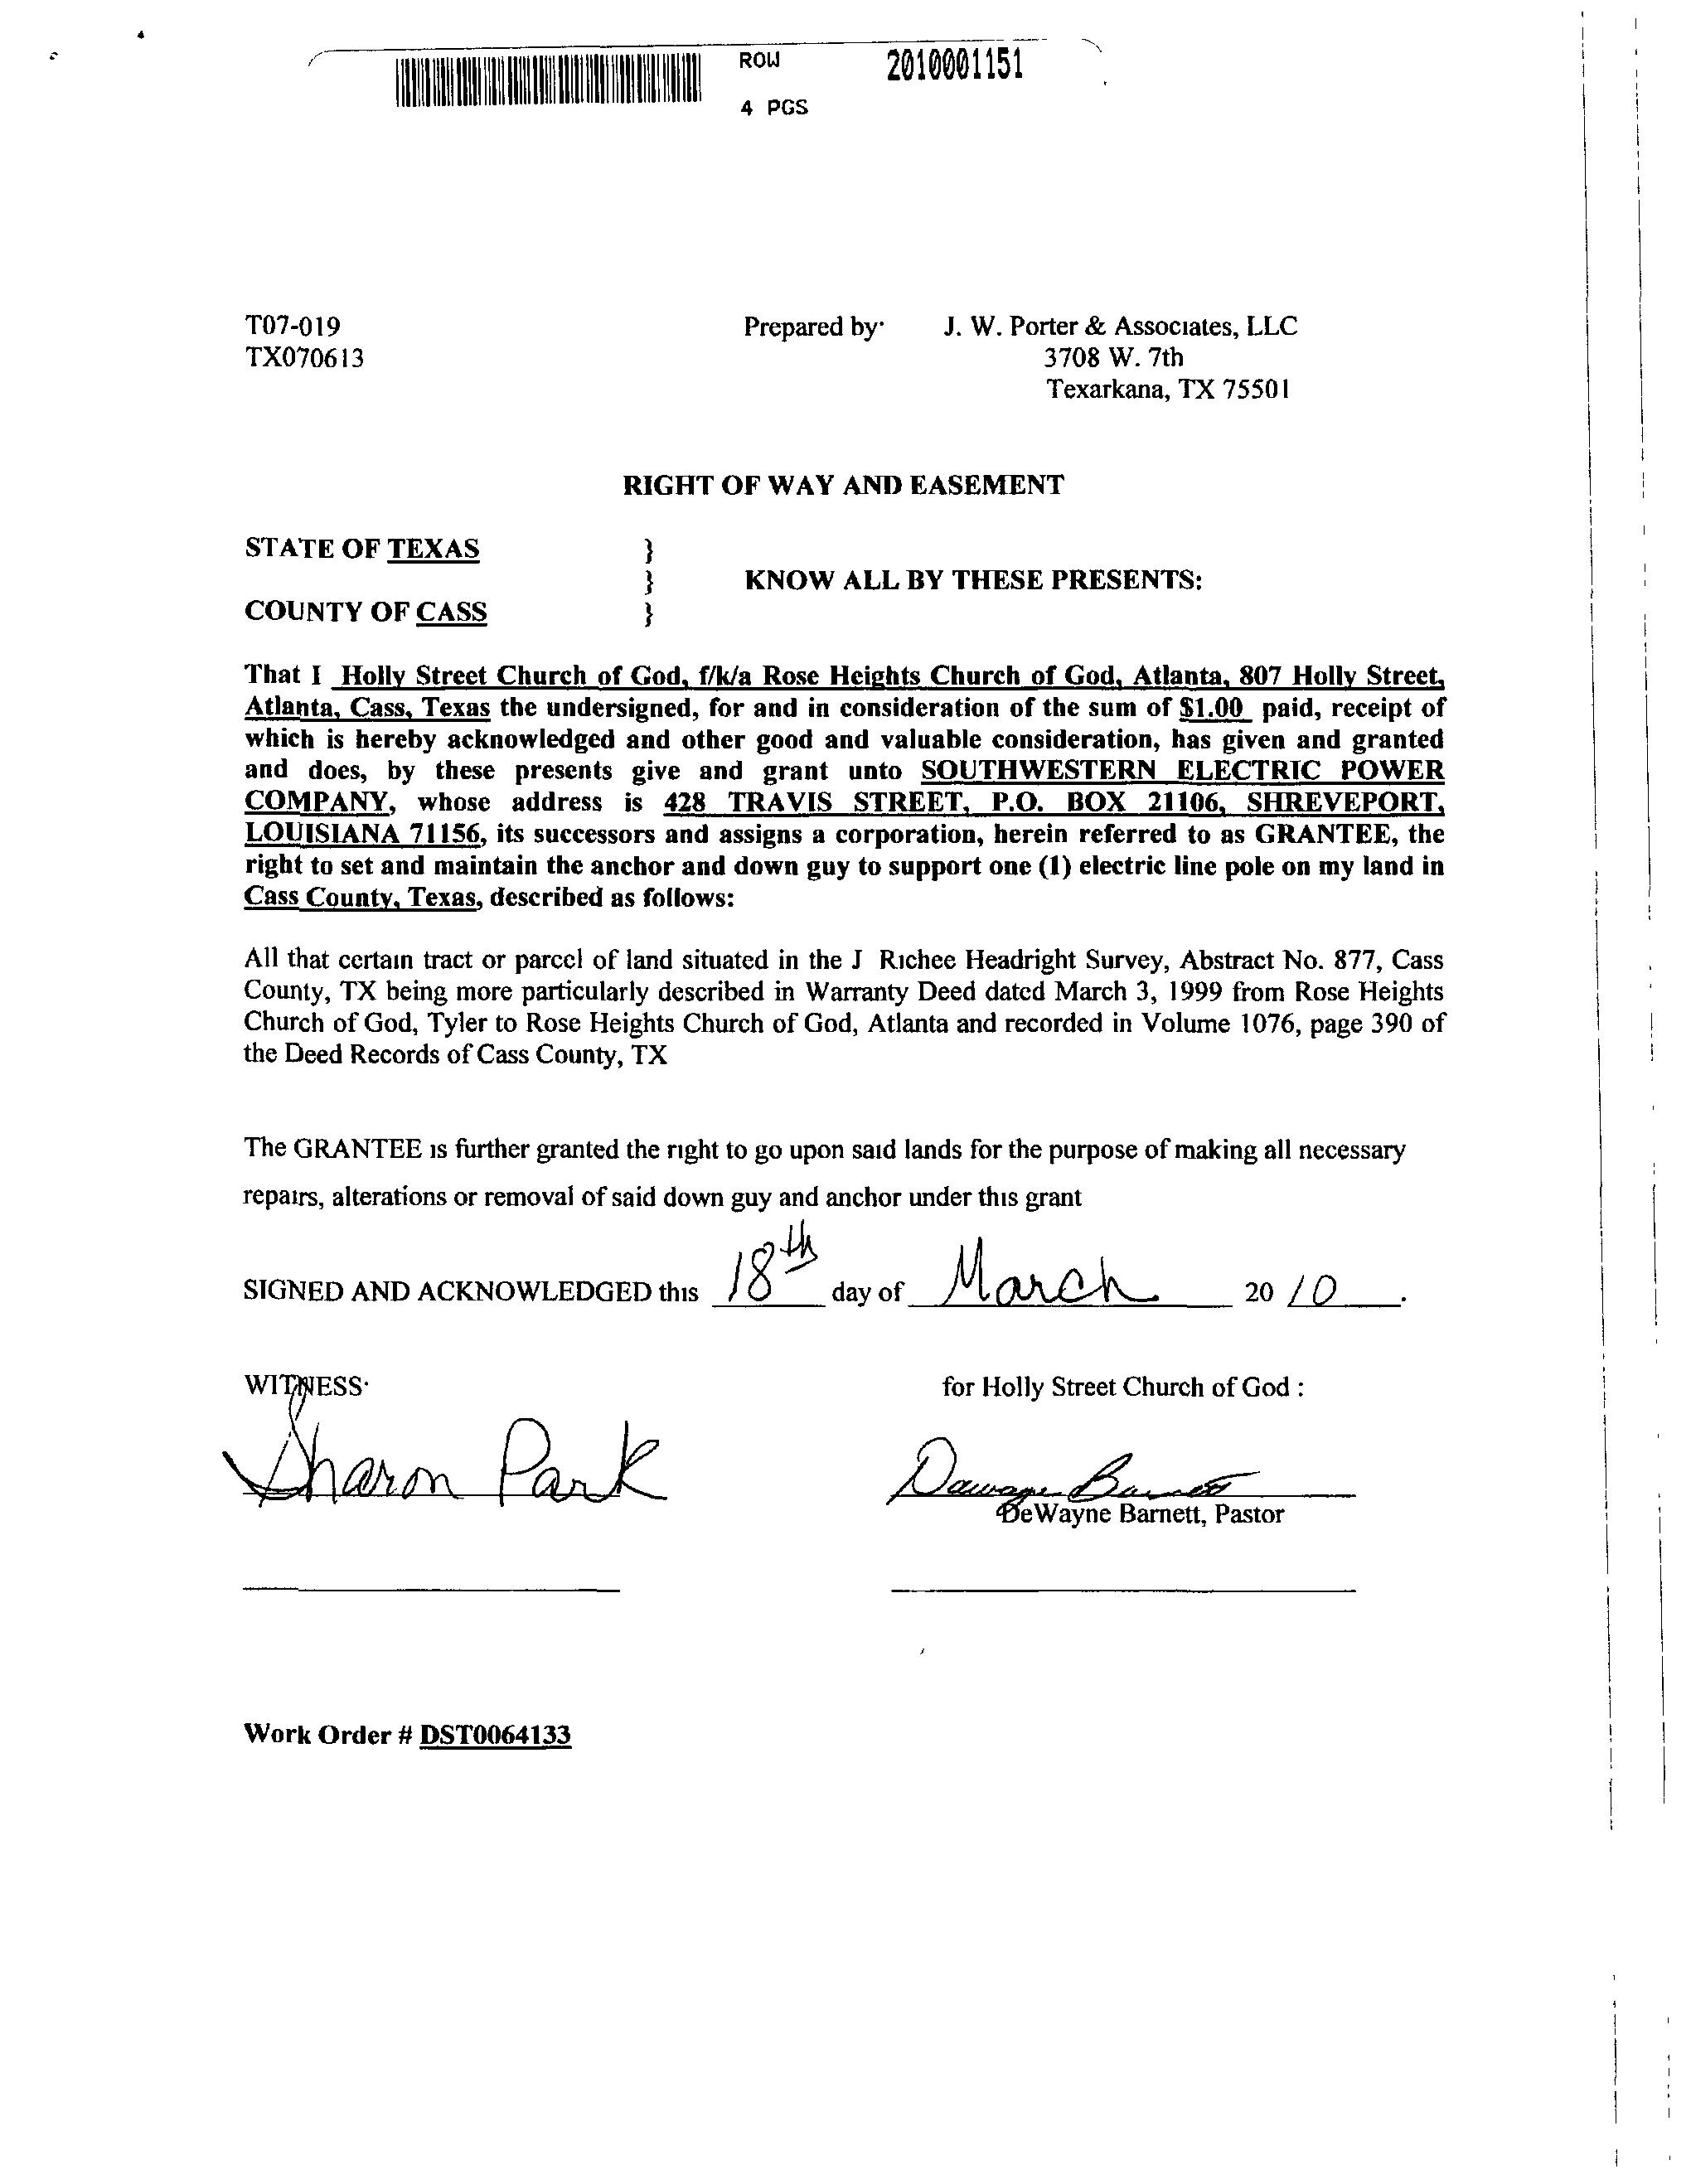 ROW 2010001151
4 PGS
T07-019 Prepared by: J. W. Porter & Associates, LLC
TX070613 3708 W. 7th
Texarkana, TX 75501
RIGHT OF WAY AND EASEMENT
STATE OF TEXAS }
} KNOW ALL BY THESE PRESENTS:
COUNTY OF CASS }
That I Holly Street Church of God, f/k/a Rose Heights Church of God, Atlanta, 807 Holly Street,
Atlanta, Cass, Texas the undersigned, for and in consideration of the sum of $1.00 paid, receipt of
which is hereby acknowledged and other good and valuable consideration, has given and granted
and does, by these presents give and grant unto SOUTHWESTERN ELECTRIC POWER
COMPANY, whose address is 428 TRAVIS STREET, P.O. BOX 21106, SHREVEPORT,
LOUISIANA 71156, its successors and assigns a corporation, herein referred to as GRANTEE, the
right to set and maintain the anchor and down guy to support one (1) electric line pole on my land in
Cass County, Texas, described as follows:
All that certain tract or parcel of land situated in the J Richee Headright Survey, Abstract No. 877, Cass
County, TX being more particularly described in Warranty Deed dated March 3, 1999 from Rose Heights
Church of God, Tyler to Rose Heights Church of God, Atlanta and recorded in Volume 1076, page 390 of
the Deed Records of Cass County, TX
The GRANTEE is further granted the right to go upon said lands for the purpose of making all necessary
repairs, alterations or removal of said down guy and anchor under this grant
SIGNED AND ACKNOWLEDGED this 18th day of March 20 10.
WITNESS: for Holly Street Church of God :
Sharon Park Dewayne Barnett
DeWayne Barnett, Pastor
Work Order # DST0064133